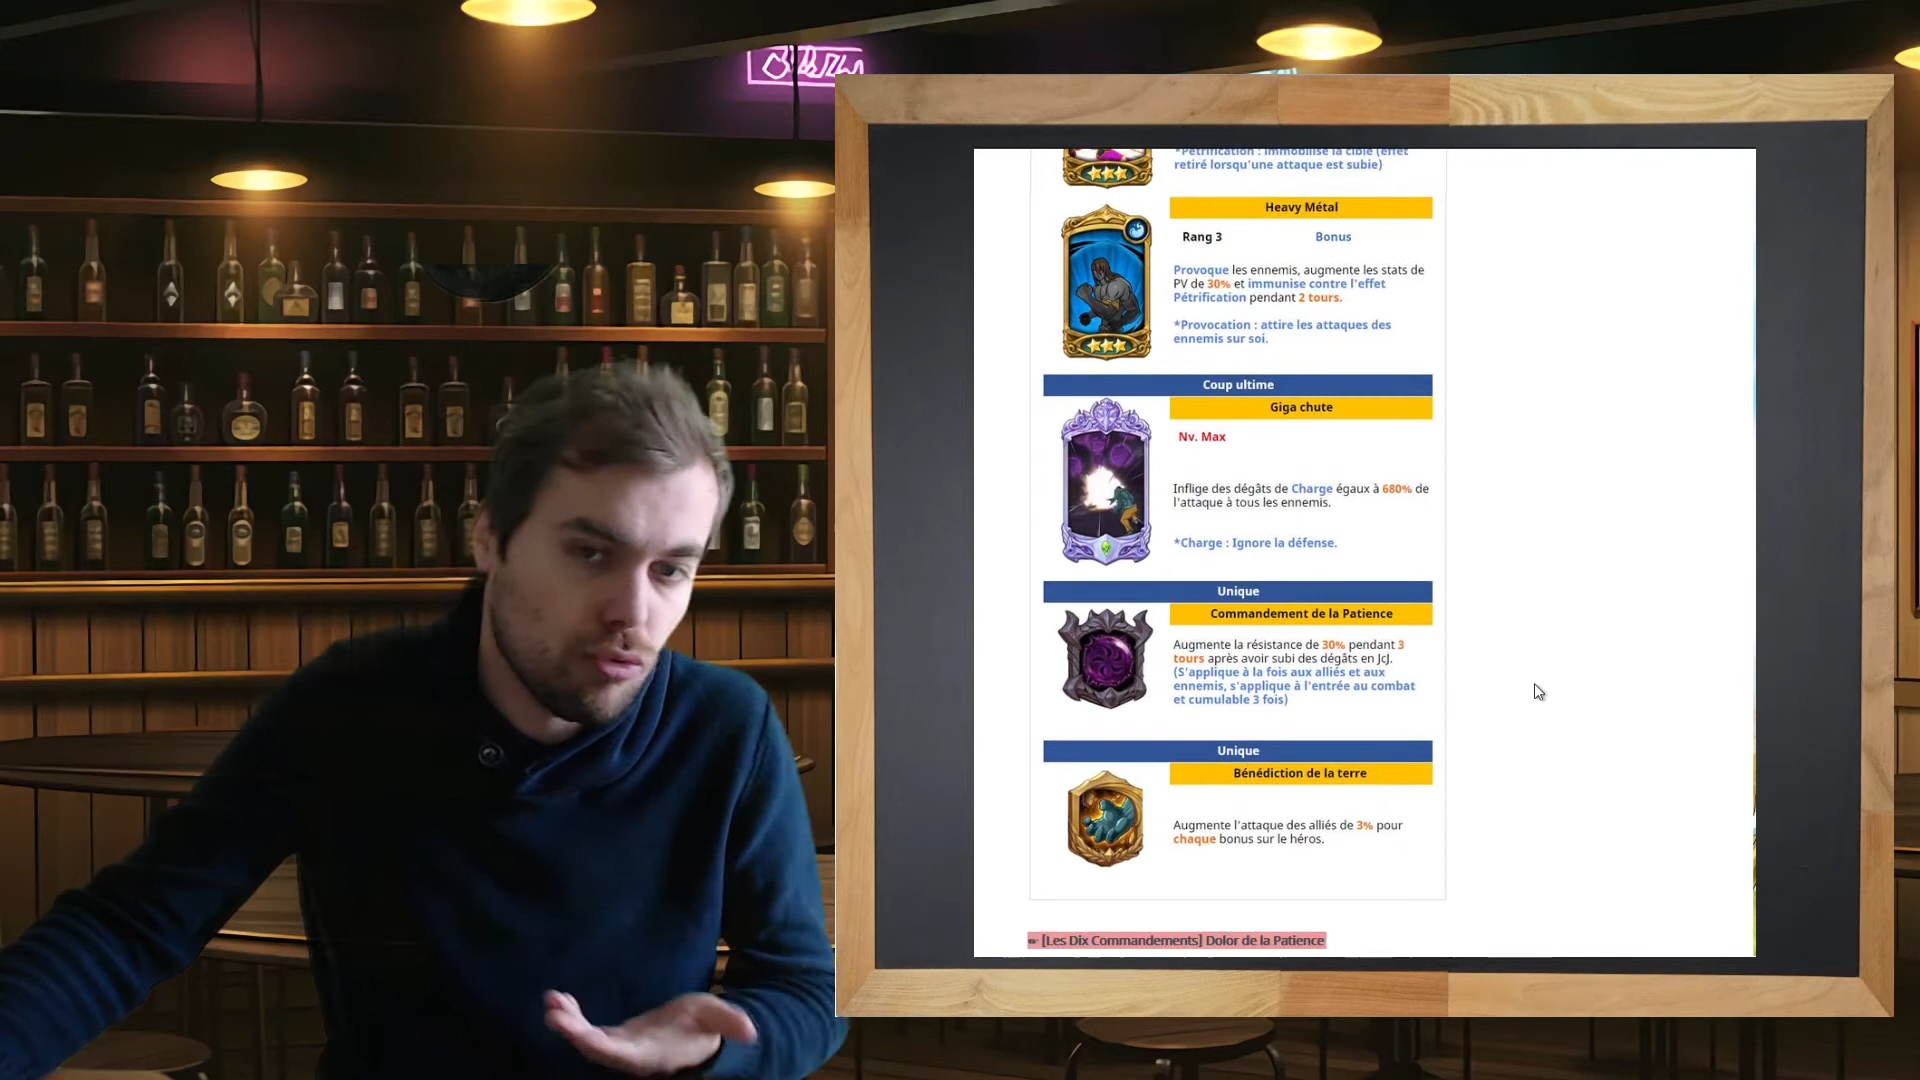 *Pétrification : immobilise la cible (effet
retiré lorsqu'une attaque est subie)
Heavy Métal
Rang 3
Bonus
Provoque les ennemis, augmente les stats de
PV de 30% et immunise contre l'effet
Pétrification pendant 2 tours.
*Provocation : attire les attaques des
ennemis sur soi.
Coup ultime
Giga chute
Nv. Max
Inflige des dégâts de Charge égaux à 680% de
l'attaque à tous les ennemis.
*Charge : Ignore la défense.
Unique
Commandement de la Patience
Augmente la résistance de 30% pendant 3
tours après avoir subi des dégâts en JcJ.
(S'applique à la fois aux alliés et aux
ennemis, s'applique à l'entrée au combat
et cumulable 3 fois)
Unique
Bénédiction de la terre
Augmente l'attaque des alliés de 3% pour
chaque bonus sur le héros.
[Les Dix Commandements] Dolor de la Patience